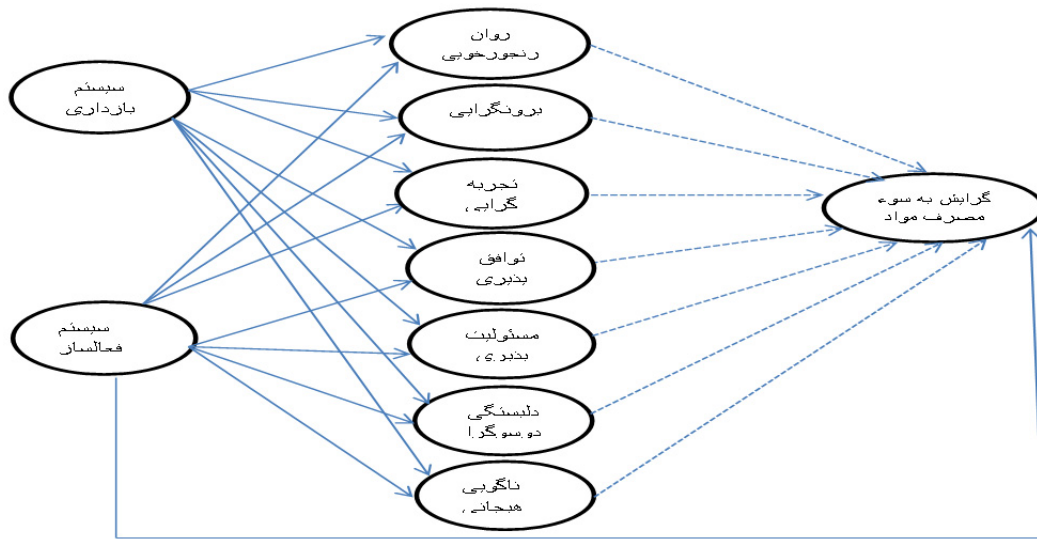 روان
رنجورخویی
سیستم
بازداری
برونگرایی
تجربه
گرایی
گرایش به سوء
مصرف مواد
توافق
پذیری
سیستم
فعالساز
مسئولیت
پذیری
دلبستگی
دوسوگرا
ناگویی
هیجانی